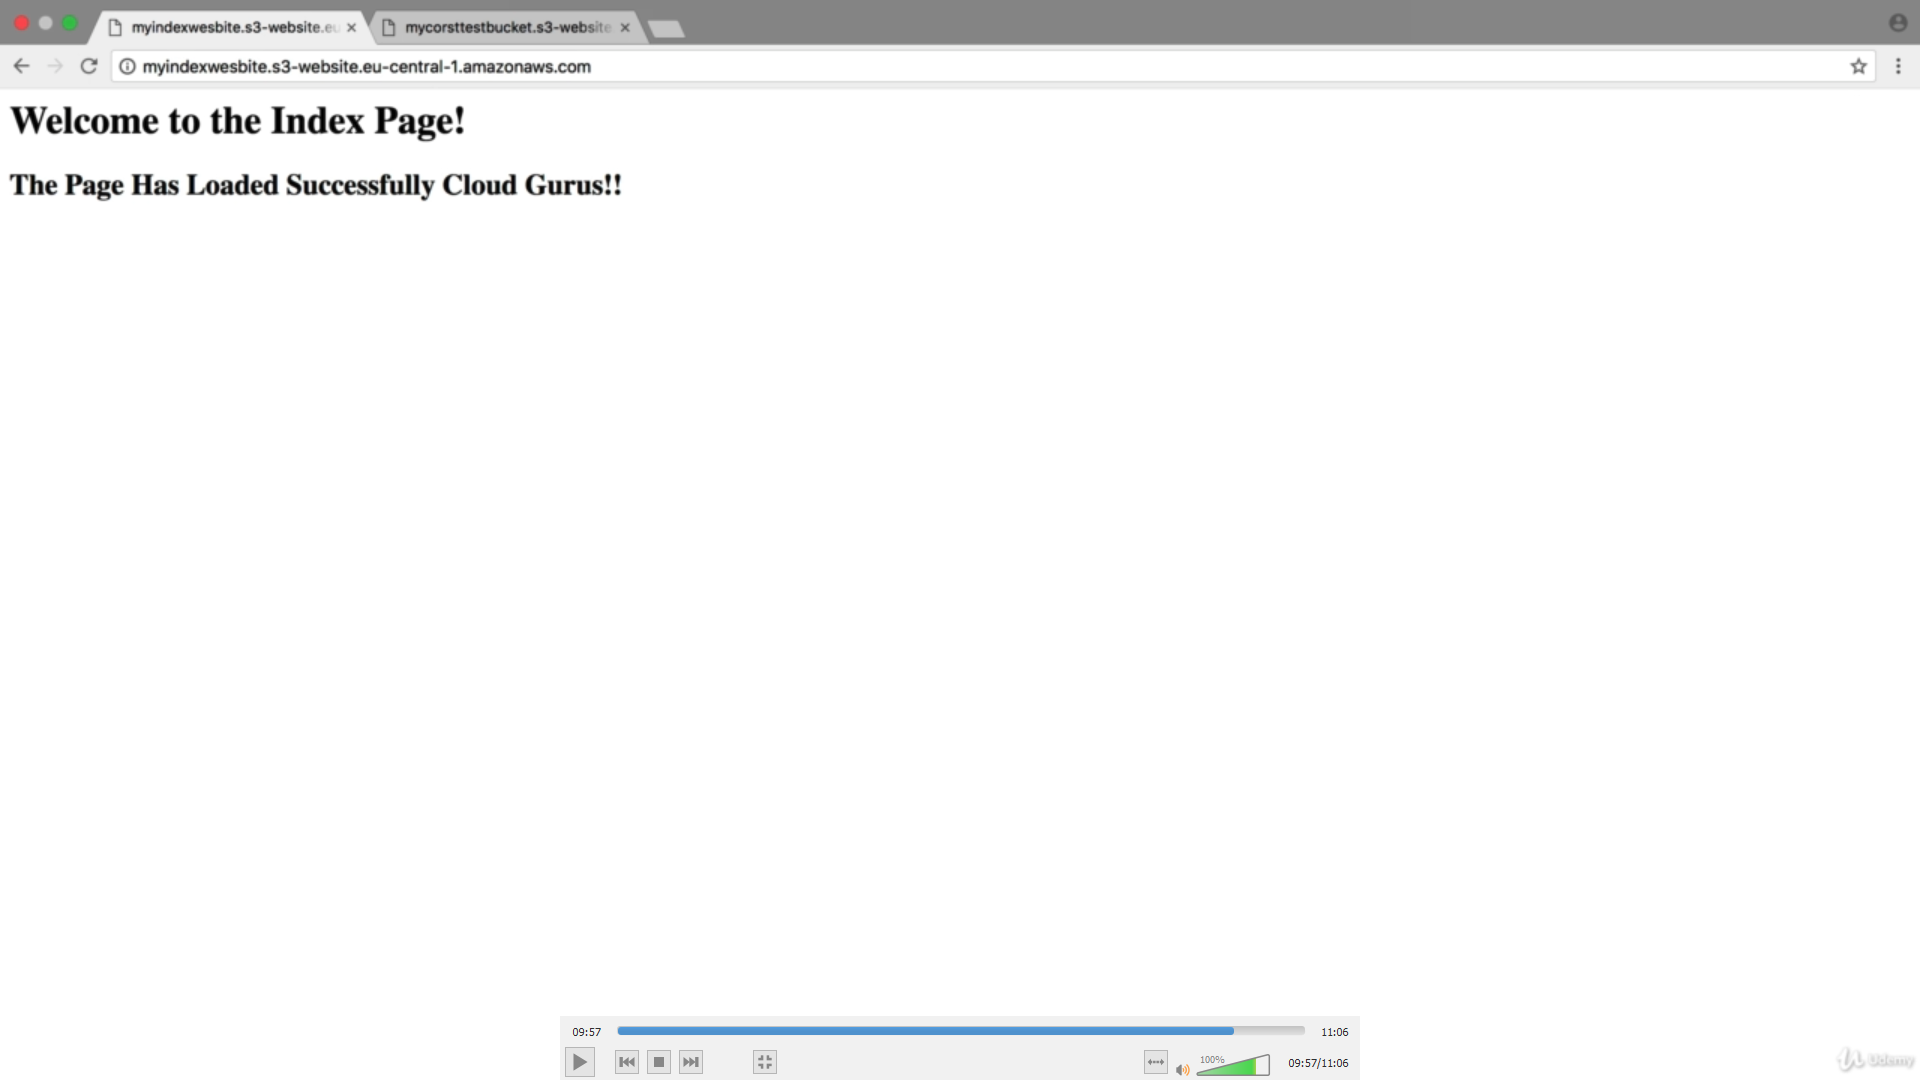 myindexwesbite.s3-website.eu
mycorsttestbucket.s3-website
myindexwesbite.s3-website.eu-central-1.amazonaws.com
Welcome to the Index Page!
The Page Has Loaded Successfully Cloud Gurus!!
09:57
11:06
100%
09:57/11:06
Udemy